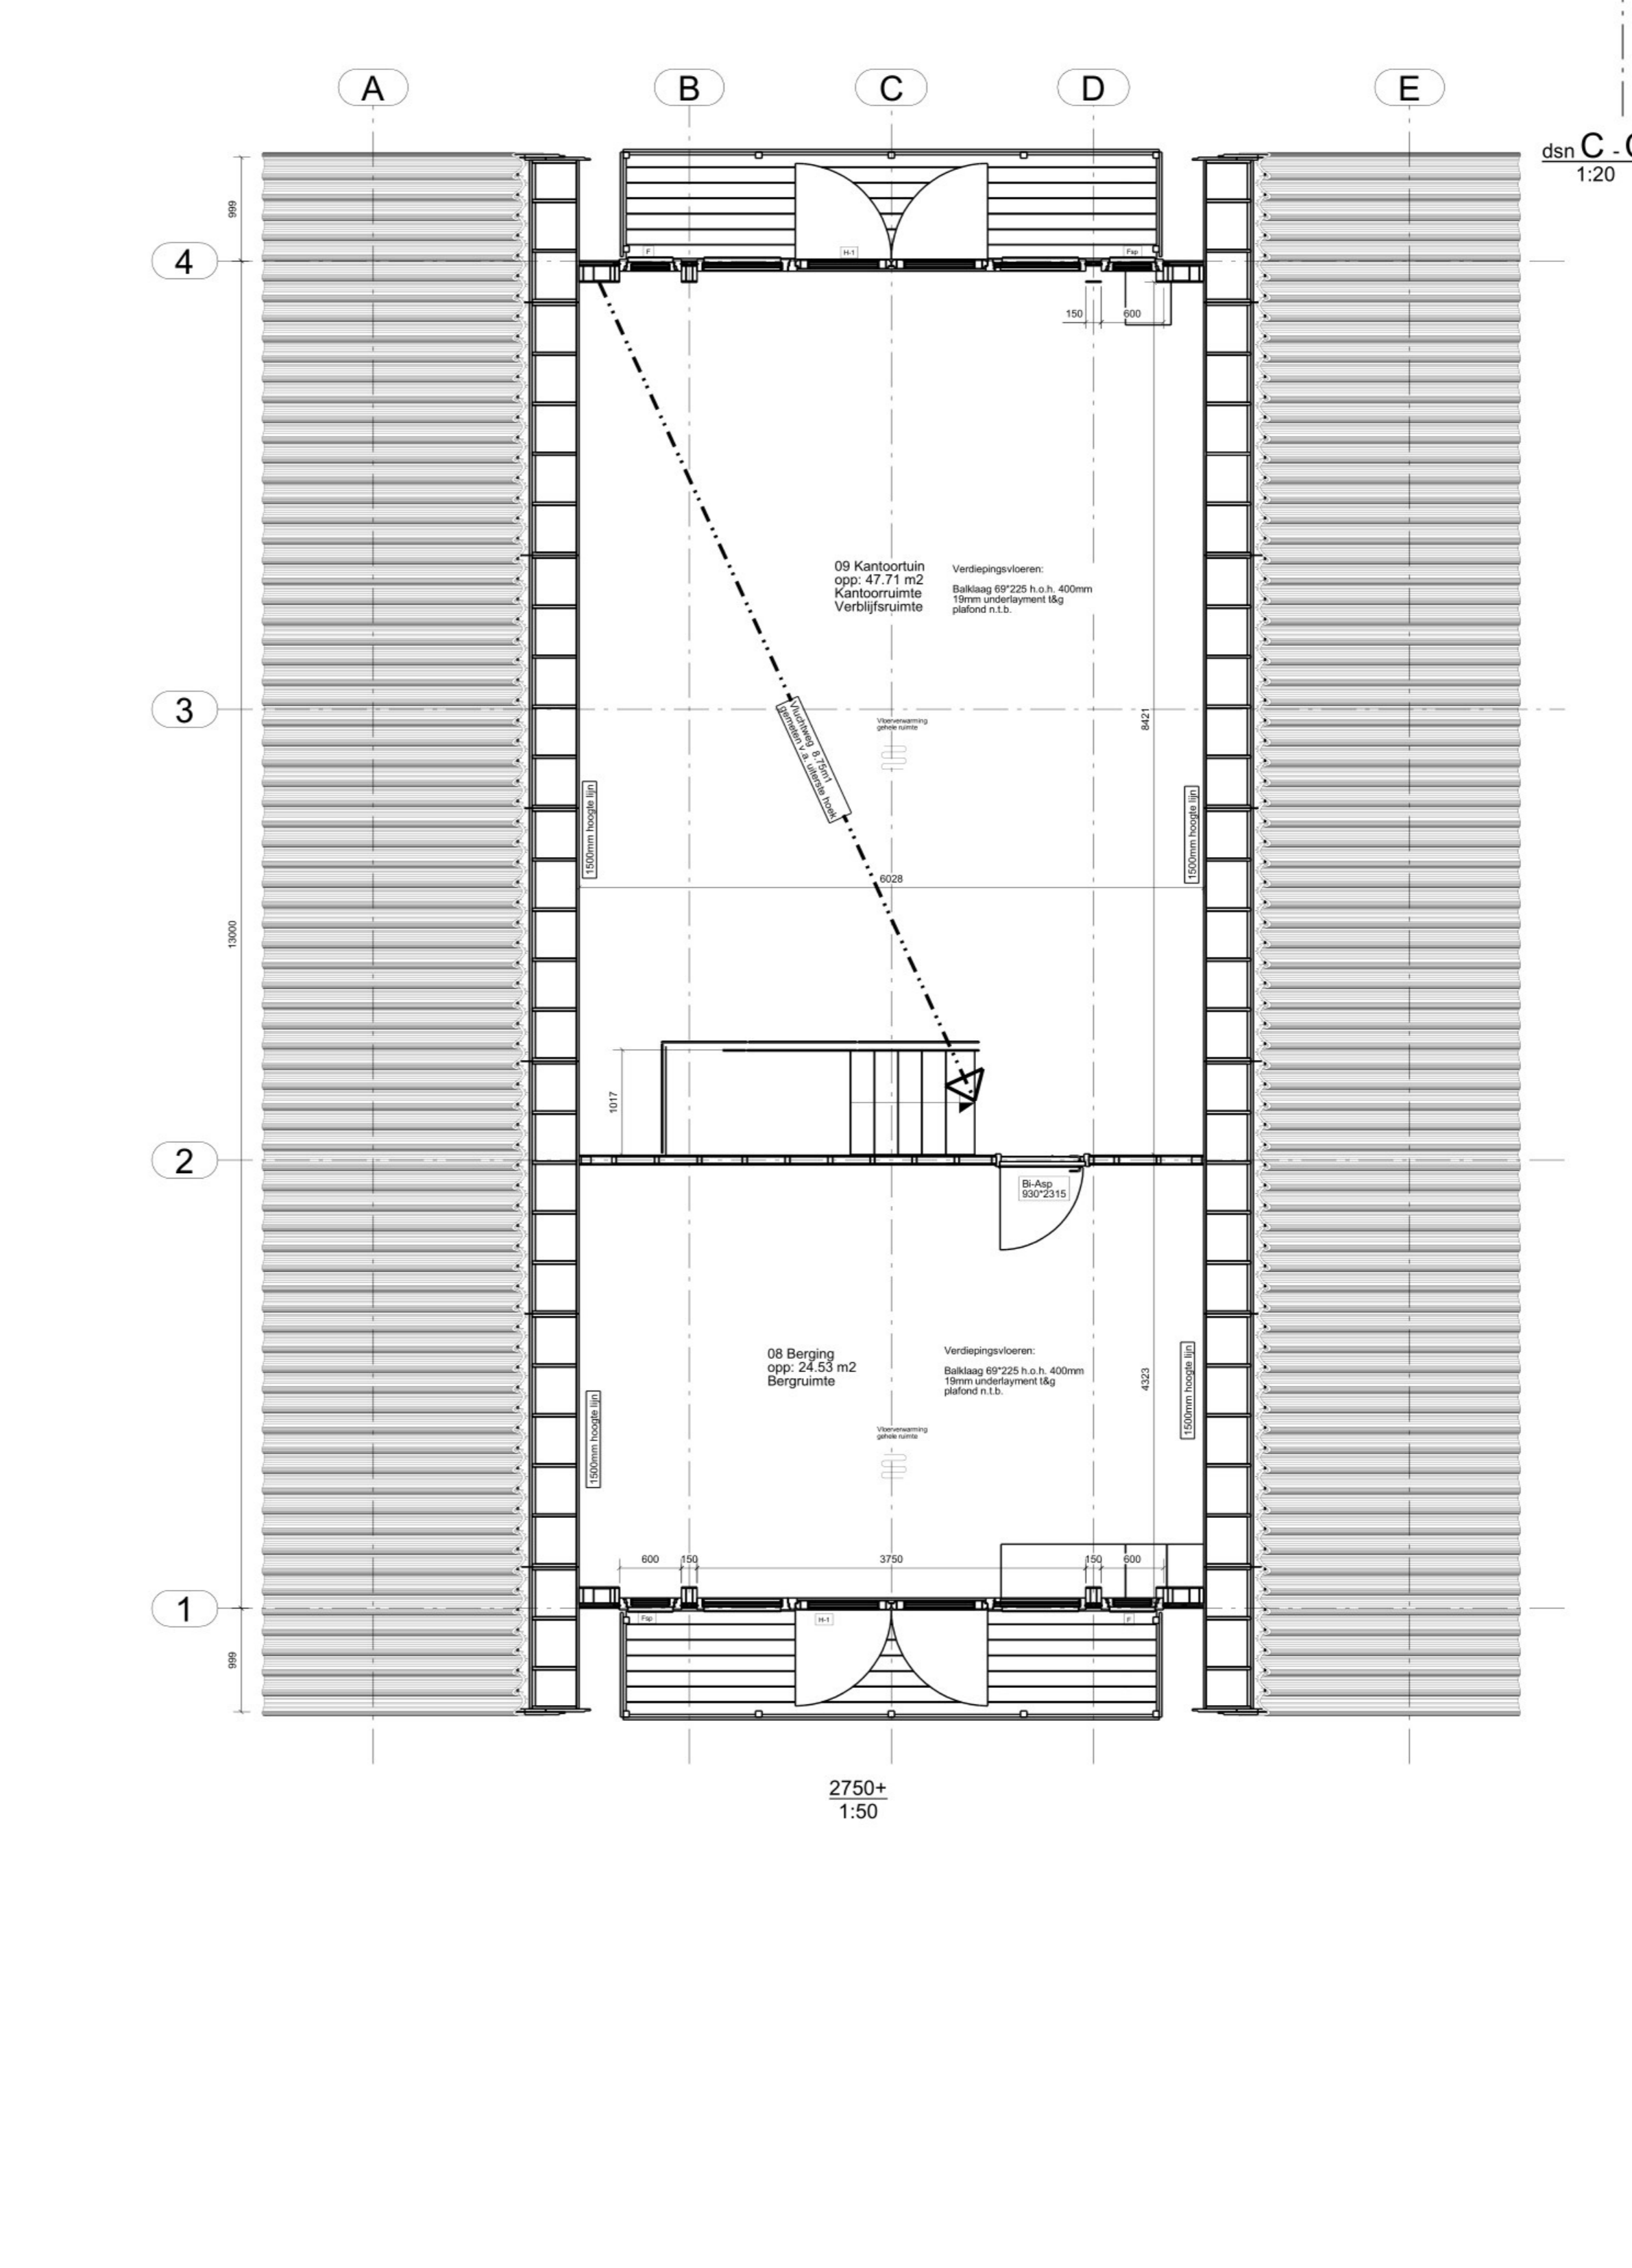 A
B
C
D
E
dsn C -
1:20
999
4
F
H-1
Fsp
150
600
09 Kantoortuin
opp: 47.71 m2
Kantoorruimte
Verblijfsruimte
Verdiepingsvloeren:
Balklaag 69*225 h.o.h. 400mm
19mm underlayment t&g
plafond n.t.b.
3
Vluchtweg 8.75m1
gemeten v.a. uiterste hoek
Vloerverwarming
gehele ruimte
8421
1500mm hoogte lijn
1500mm hoogte lijn
6028
13000
1017
2
Bi-Asp
930*2315
08 Berging
opp: 24.53 m2
Bergruimte
Verdiepingsvloeren:
Balklaag 69*225 h.o.h. 400mm
19mm underlayment t&g
plafond n.t.b.
4323
1500mm hoogte lijn
1500mm hoogte lijn
Vloerverwarming
gehele ruimte
600
150
3750
150
600
1
Fsp
H-1
F
999
2750+
1:50